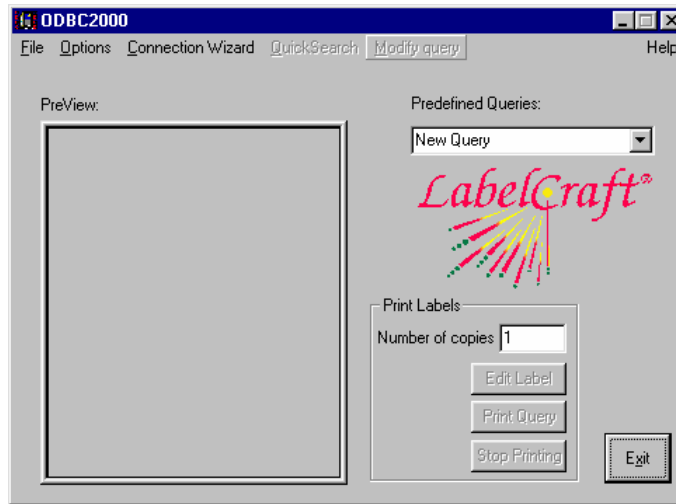 ODBC2000
File Options Connection Wizard QuickSearch Modify query Help
PreView:
Predefined Queries:
New Query
LabelCraft®
Print Labels
Number of copies 1
Edit Label
Print Query
Stop Printing
Exit